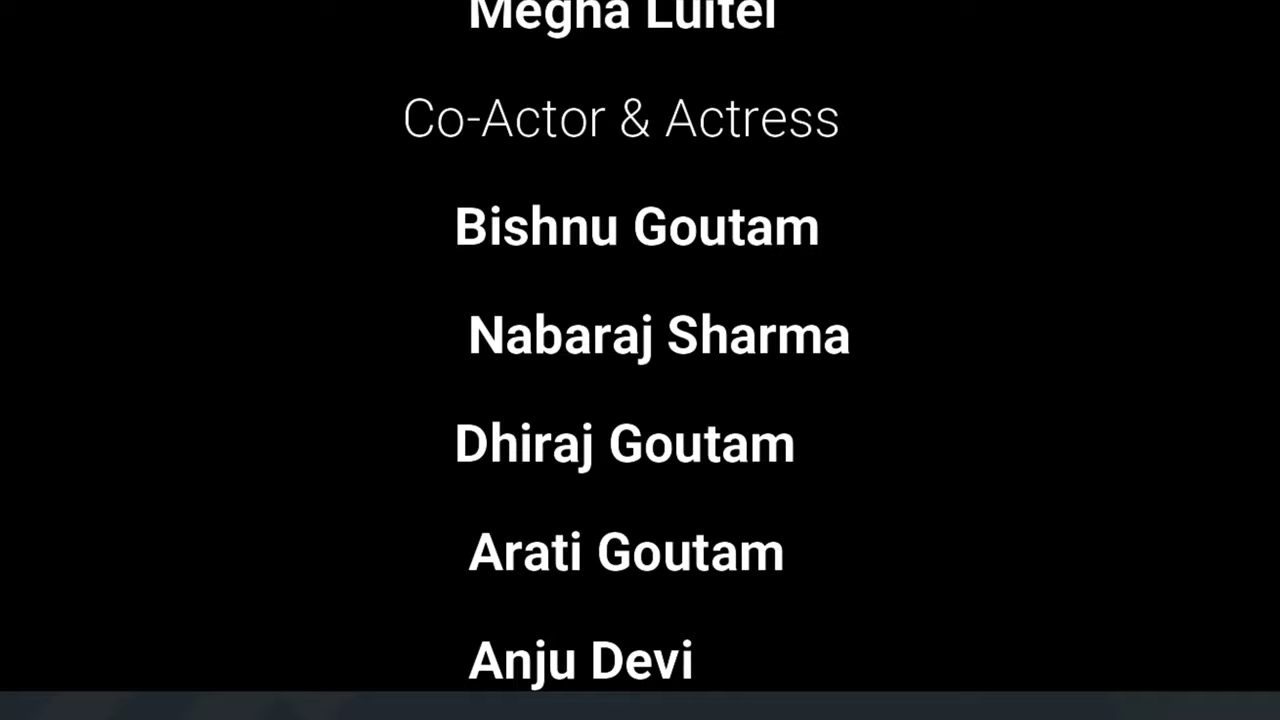 Megha Luitel
Co-Actor & Actress
Bishnu Goutam
Nabaraj Sharma
Dhiraj Goutam
Arati Goutam
Anju Devi